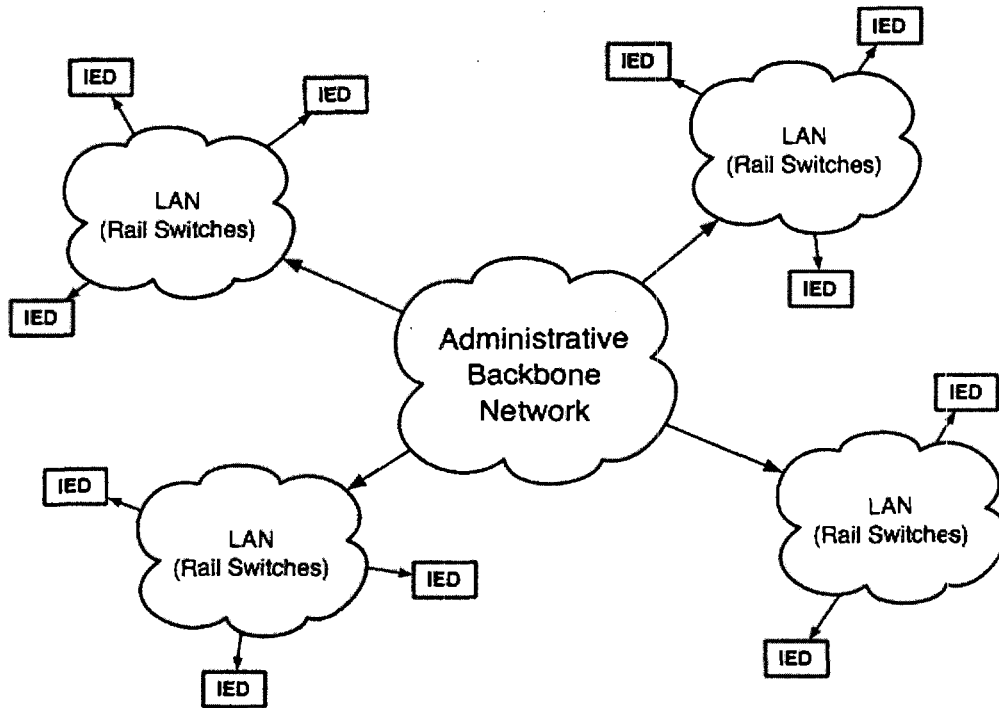 IED
IED
IED
IED
LAN
(Rail Switches)
IED
LAN
(Rail Switches)
IED
IED
Administrative
Backbone
Network
IED
IED
LAN
(Rail Switches)
LAN
(Rail Switches)
IED
IED
IED